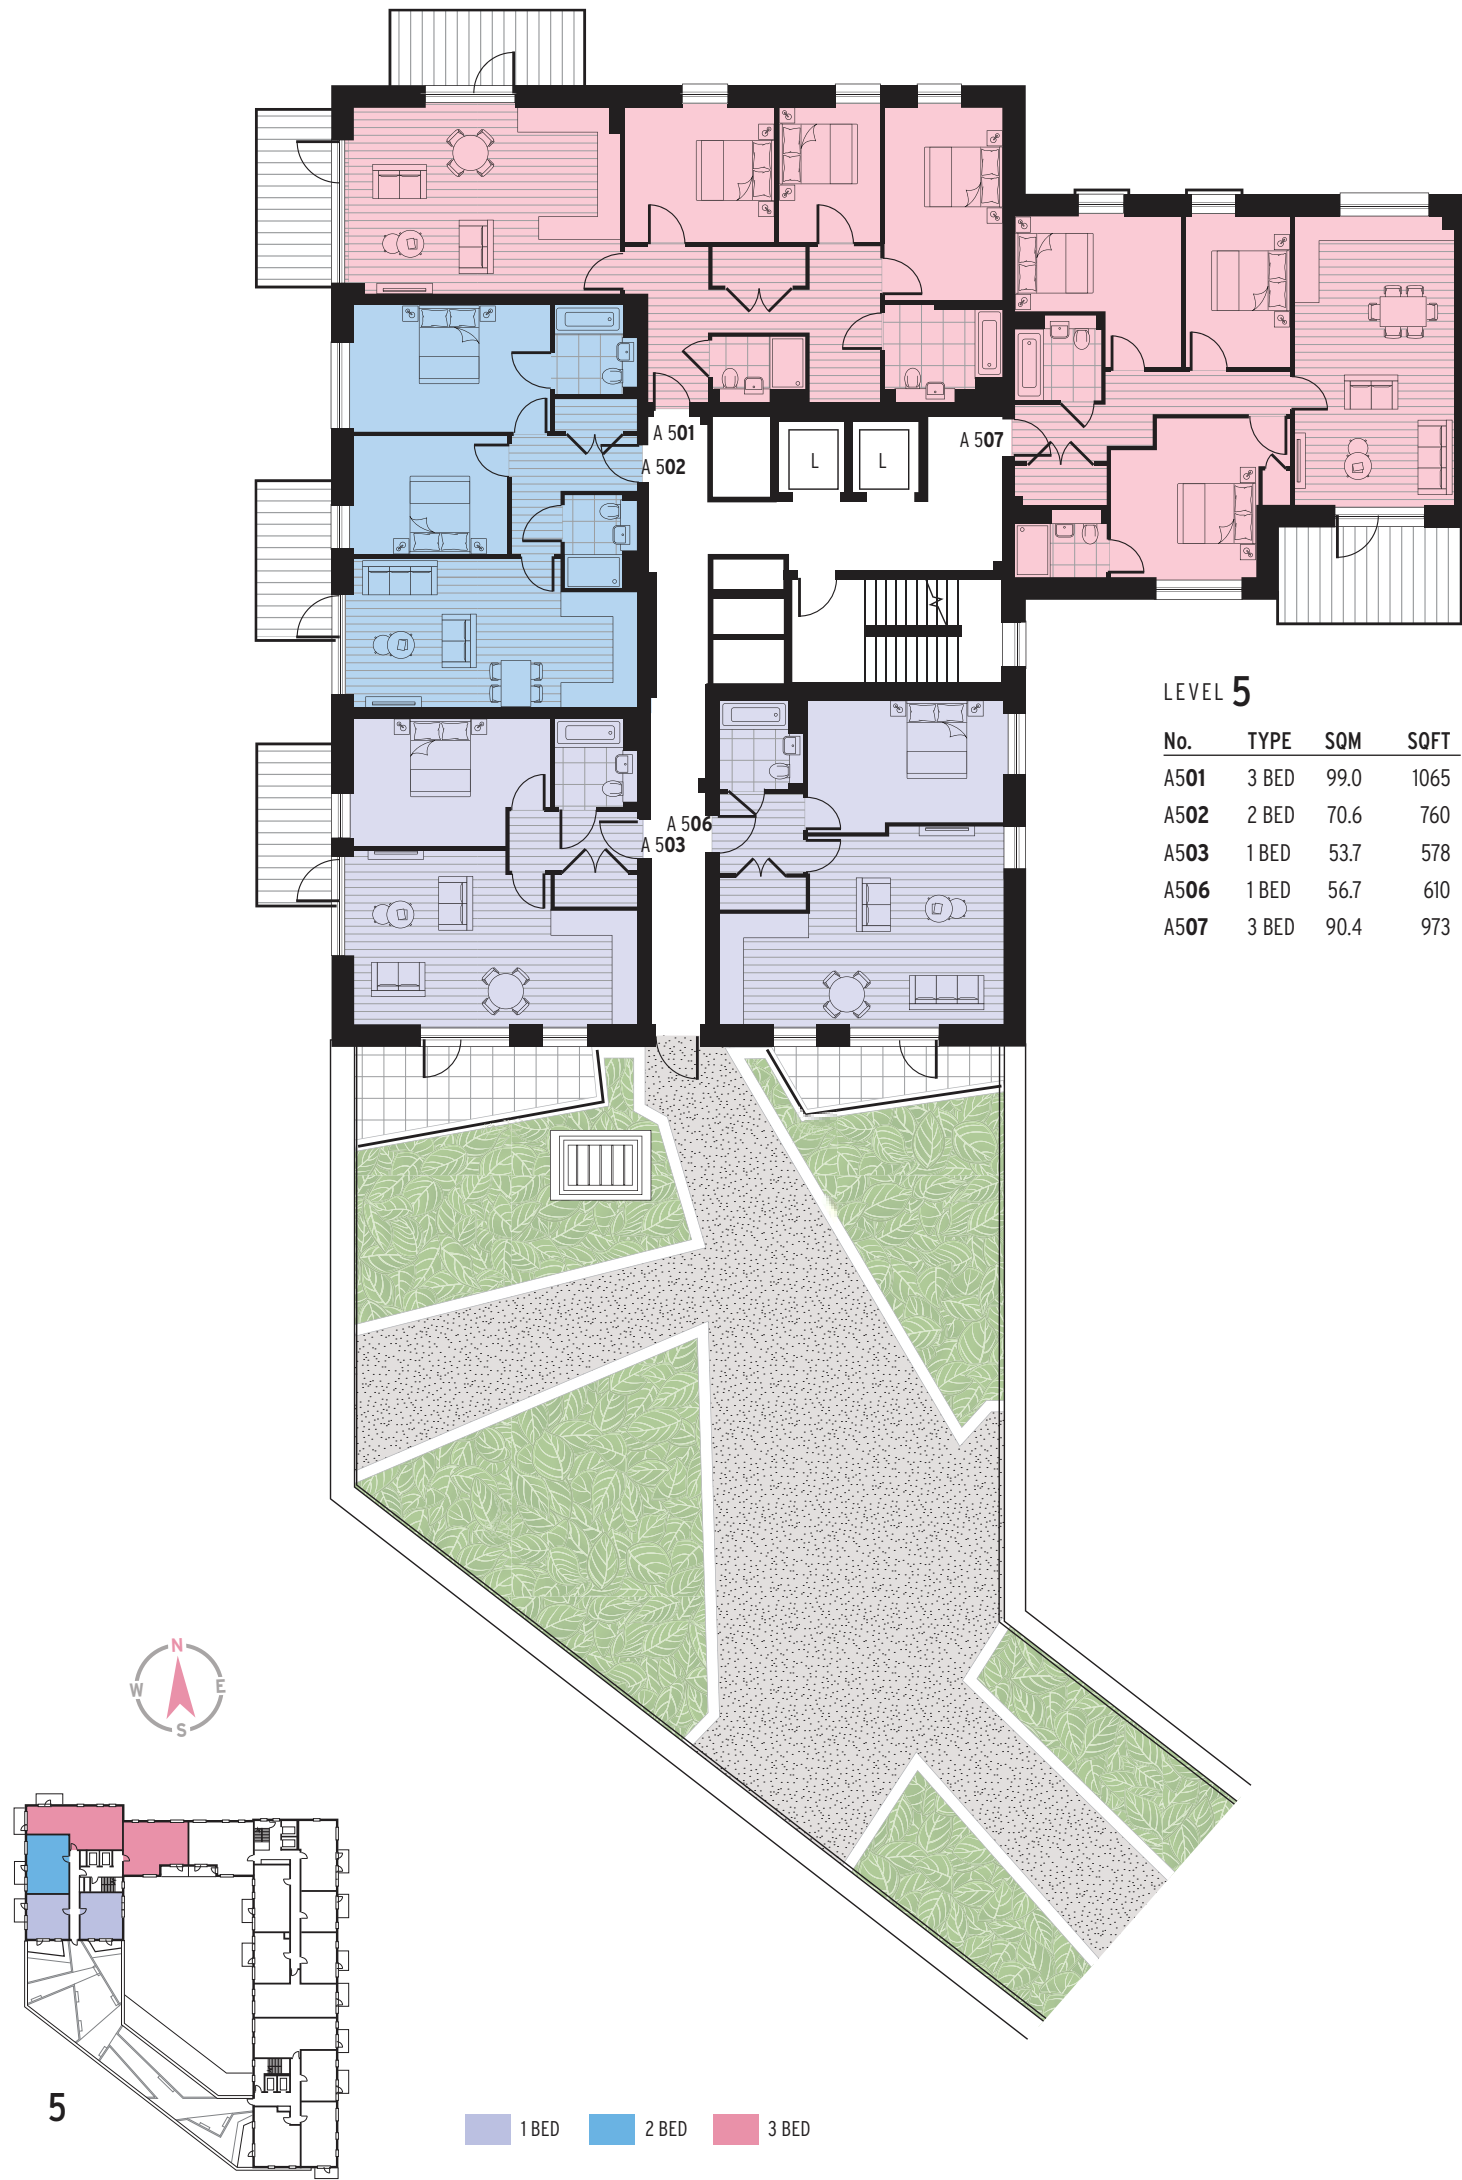 A 501
A 502
L
L
A 507
LEVEL 5
No. TYPE SQM SQFT
A501 3 BED 99.0 1065
A502 2 BED 70.6 760
A503 1 BED 53.7 578
A506 1 BED 56.7 610
A507 3 BED 90.4 973
A 506
A 503
N
W E
S
5
1 BED 2 BED 3 BED